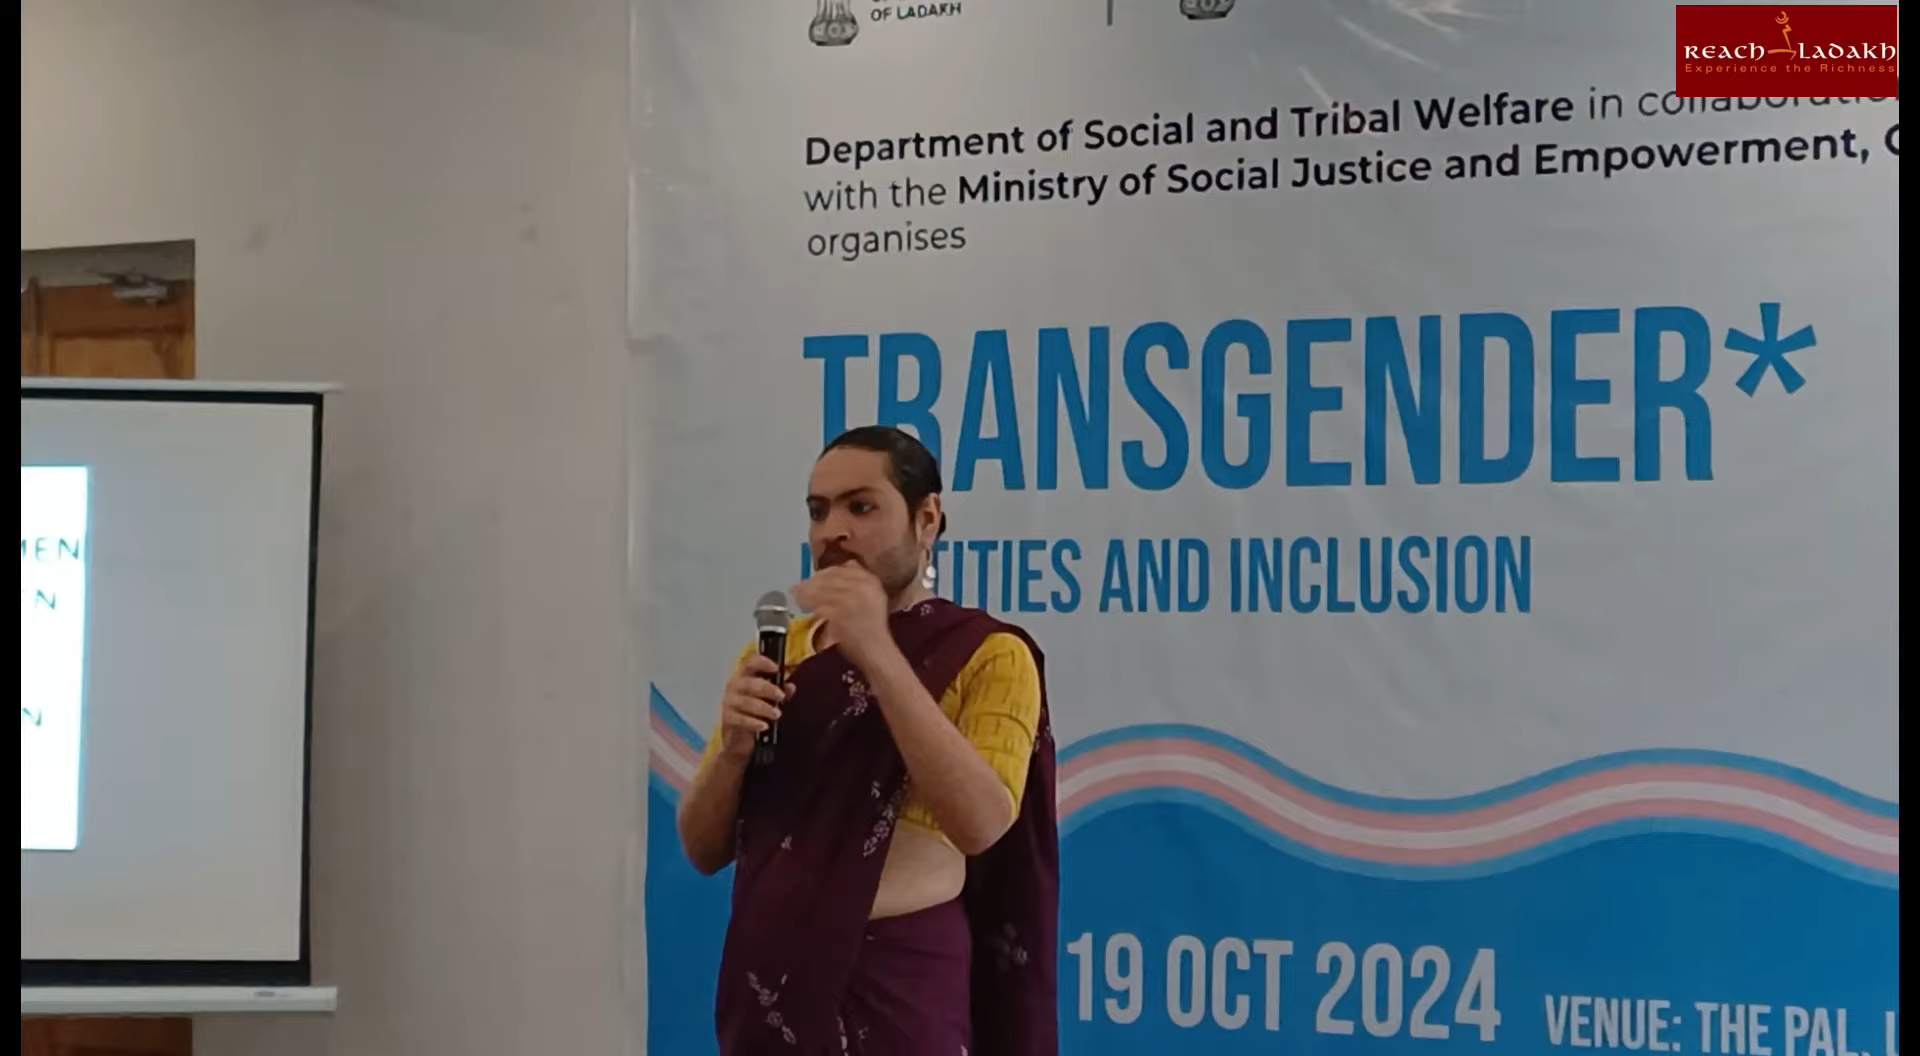 OF LADAKH
REACH LADAKH
Experience the Richness
Department of Social and Tribal Welfare in
with the Ministry of Social Justice and Empowerment,
organises
TRANSGENDER*
AND INCLUSION
19 OCT 2024
VENUE: THE PAL,